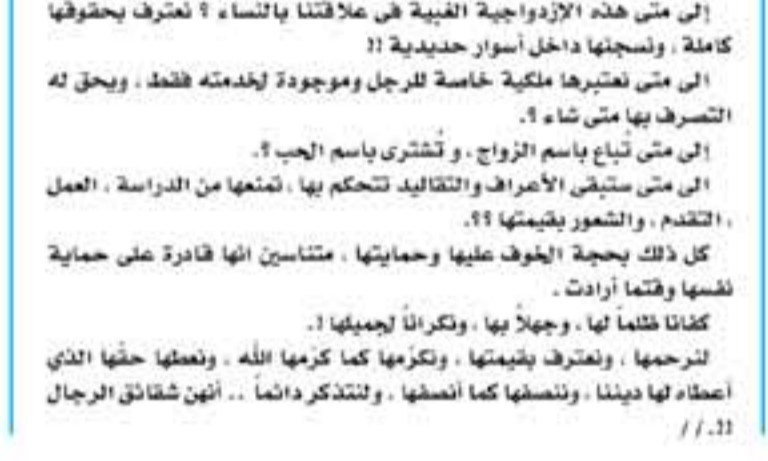 إلى متى هذه الإزدواجية الغبية في علاقتنا بالنساء ؟ نعترف بحقوقها
كاملة ، ونسجنها داخل أسوار حديدية !!
الى متى نعتبرها ملكية خاصة للرجل وموجودة لخدمته فقط ، ويحق له
التصرف بها متى شاء ؟.
إلى متى تُباع باسم الزواج ، و تُشترى باسم الحب ؟.
الى متى ستبقى الأعراف والتقاليد تتحكم بها ، تمنعها من الدراسة ، العمل
، التقدم ، والشعور بقيمتها ؟؟.
كل ذلك بحجة الخوف عليها وحمايتها ، متناسين انها قادرة على حماية
نفسها وقتما أرادت .
كفانا ظلماً لها ، وجهلاً بها ، ونكراناً لجميلها !.
لنرحمها ، ونعترف بقيمتها ، ونكرّمها كما كرّمها الله ، ونعطها حقّها الذي
أعطاه لها ديننا ، وننصفها كما أنصفها ، ولنتذكر دائماً .. أنهن شقائق الرجال
!!. / /